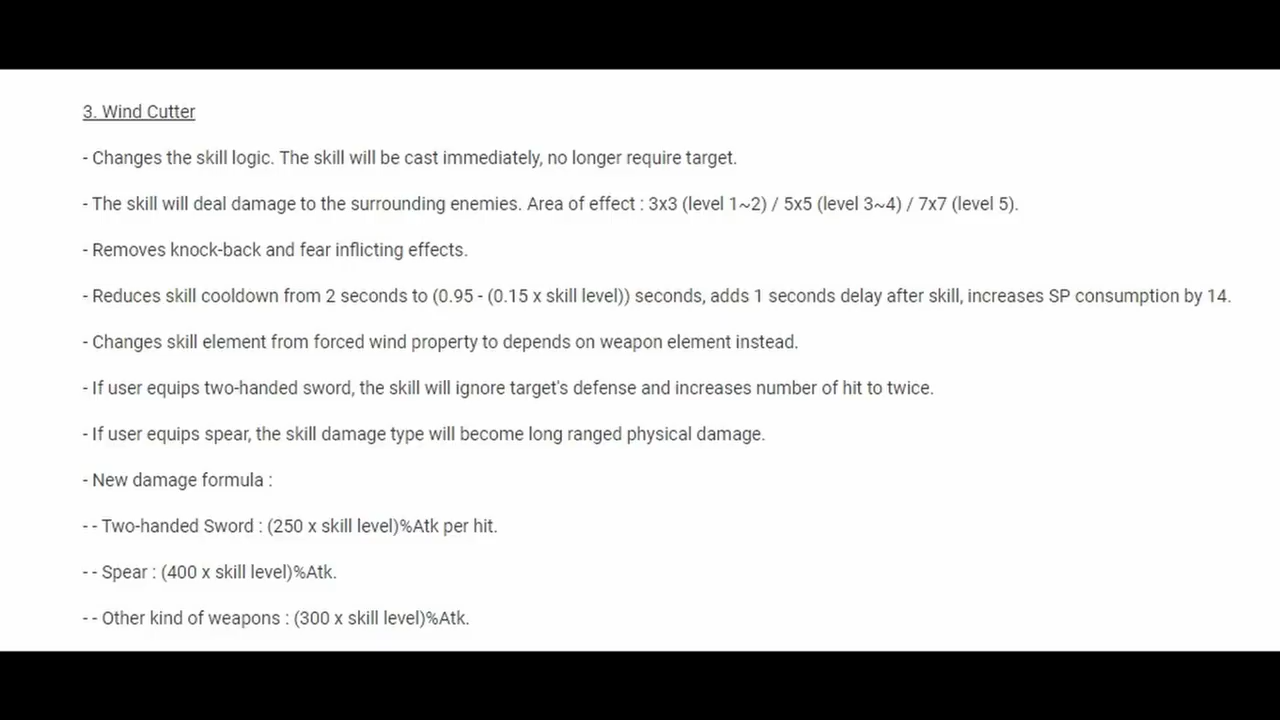 3. Wind Cutter
- Changes the skill logic. The skill will be cast immediately, no longer require target.
- The skill will deal damage to the surrounding enemies. Area of effect : 3x3 (level 1~2) / 5x5 (level 3~4) / 7x7 (level 5).
- Removes knock-back and fear inflicting effects.
- Reduces skill cooldown from 2 seconds to (0.95 - (0.15 x skill level)) seconds, adds 1 seconds delay after skill, increases SP consumption by 14.
- Changes skill element from forced wind property to depends on weapon element instead.
- If user equips two-handed sword, the skill will ignore target's defense and increases number of hit to twice.
- If user equips spear, the skill damage type will become long ranged physical damage.
- New damage formula :
- - Two-handed Sword : (250 x skill level)%Atk per hit.
- - Spear : (400 x skill level)%Atk.
- - Other kind of weapons : (300 x skill level)%Atk.